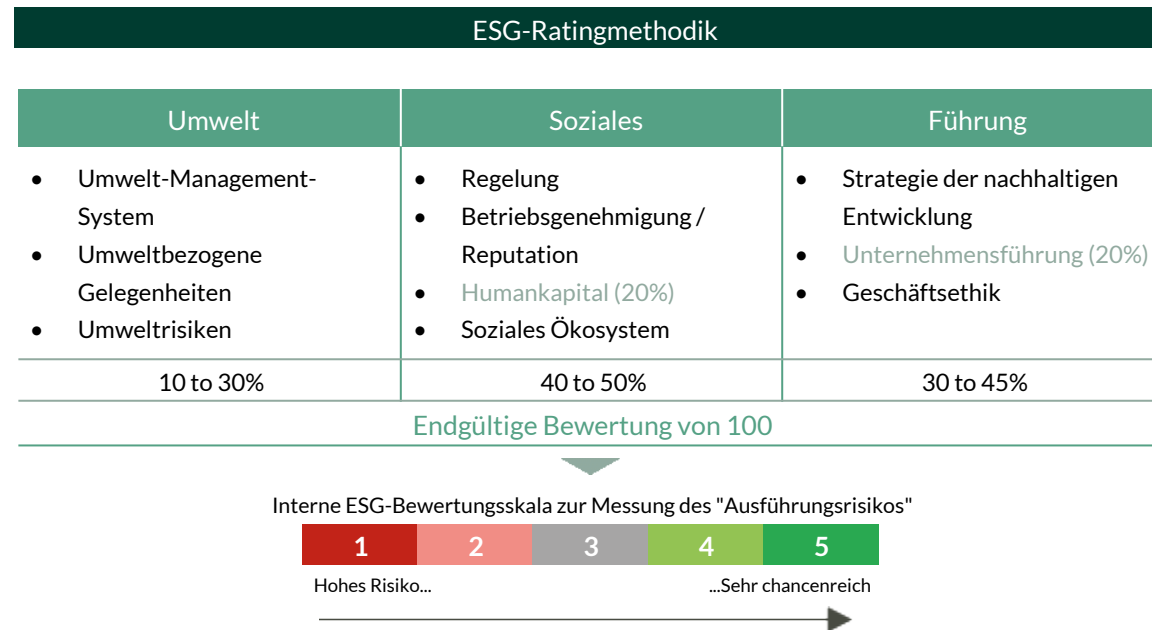 ESG-Ratingmethodik
Umwelt
Soziales
Führung
• Umwelt-Management-
System
• Umweltbezogene
Gelegenheiten
• Umweltrisiken
• Regelung
• Betriebsgenehmigung /
Reputation
• Humankapital (20%)
• Soziales Ökosystem
• Strategie der nachhaltigen
Entwicklung
• Unternehmensführung (20%)
• Geschäftsethik
10 to 30%
40 to 50%
30 to 45%
Endgültige Bewertung von 100
Interne ESG-Bewertungsskala zur Messung des "Ausführungsrisikos"
1 2 3 4 5
Hohes Risiko...
...Sehr chancenreich